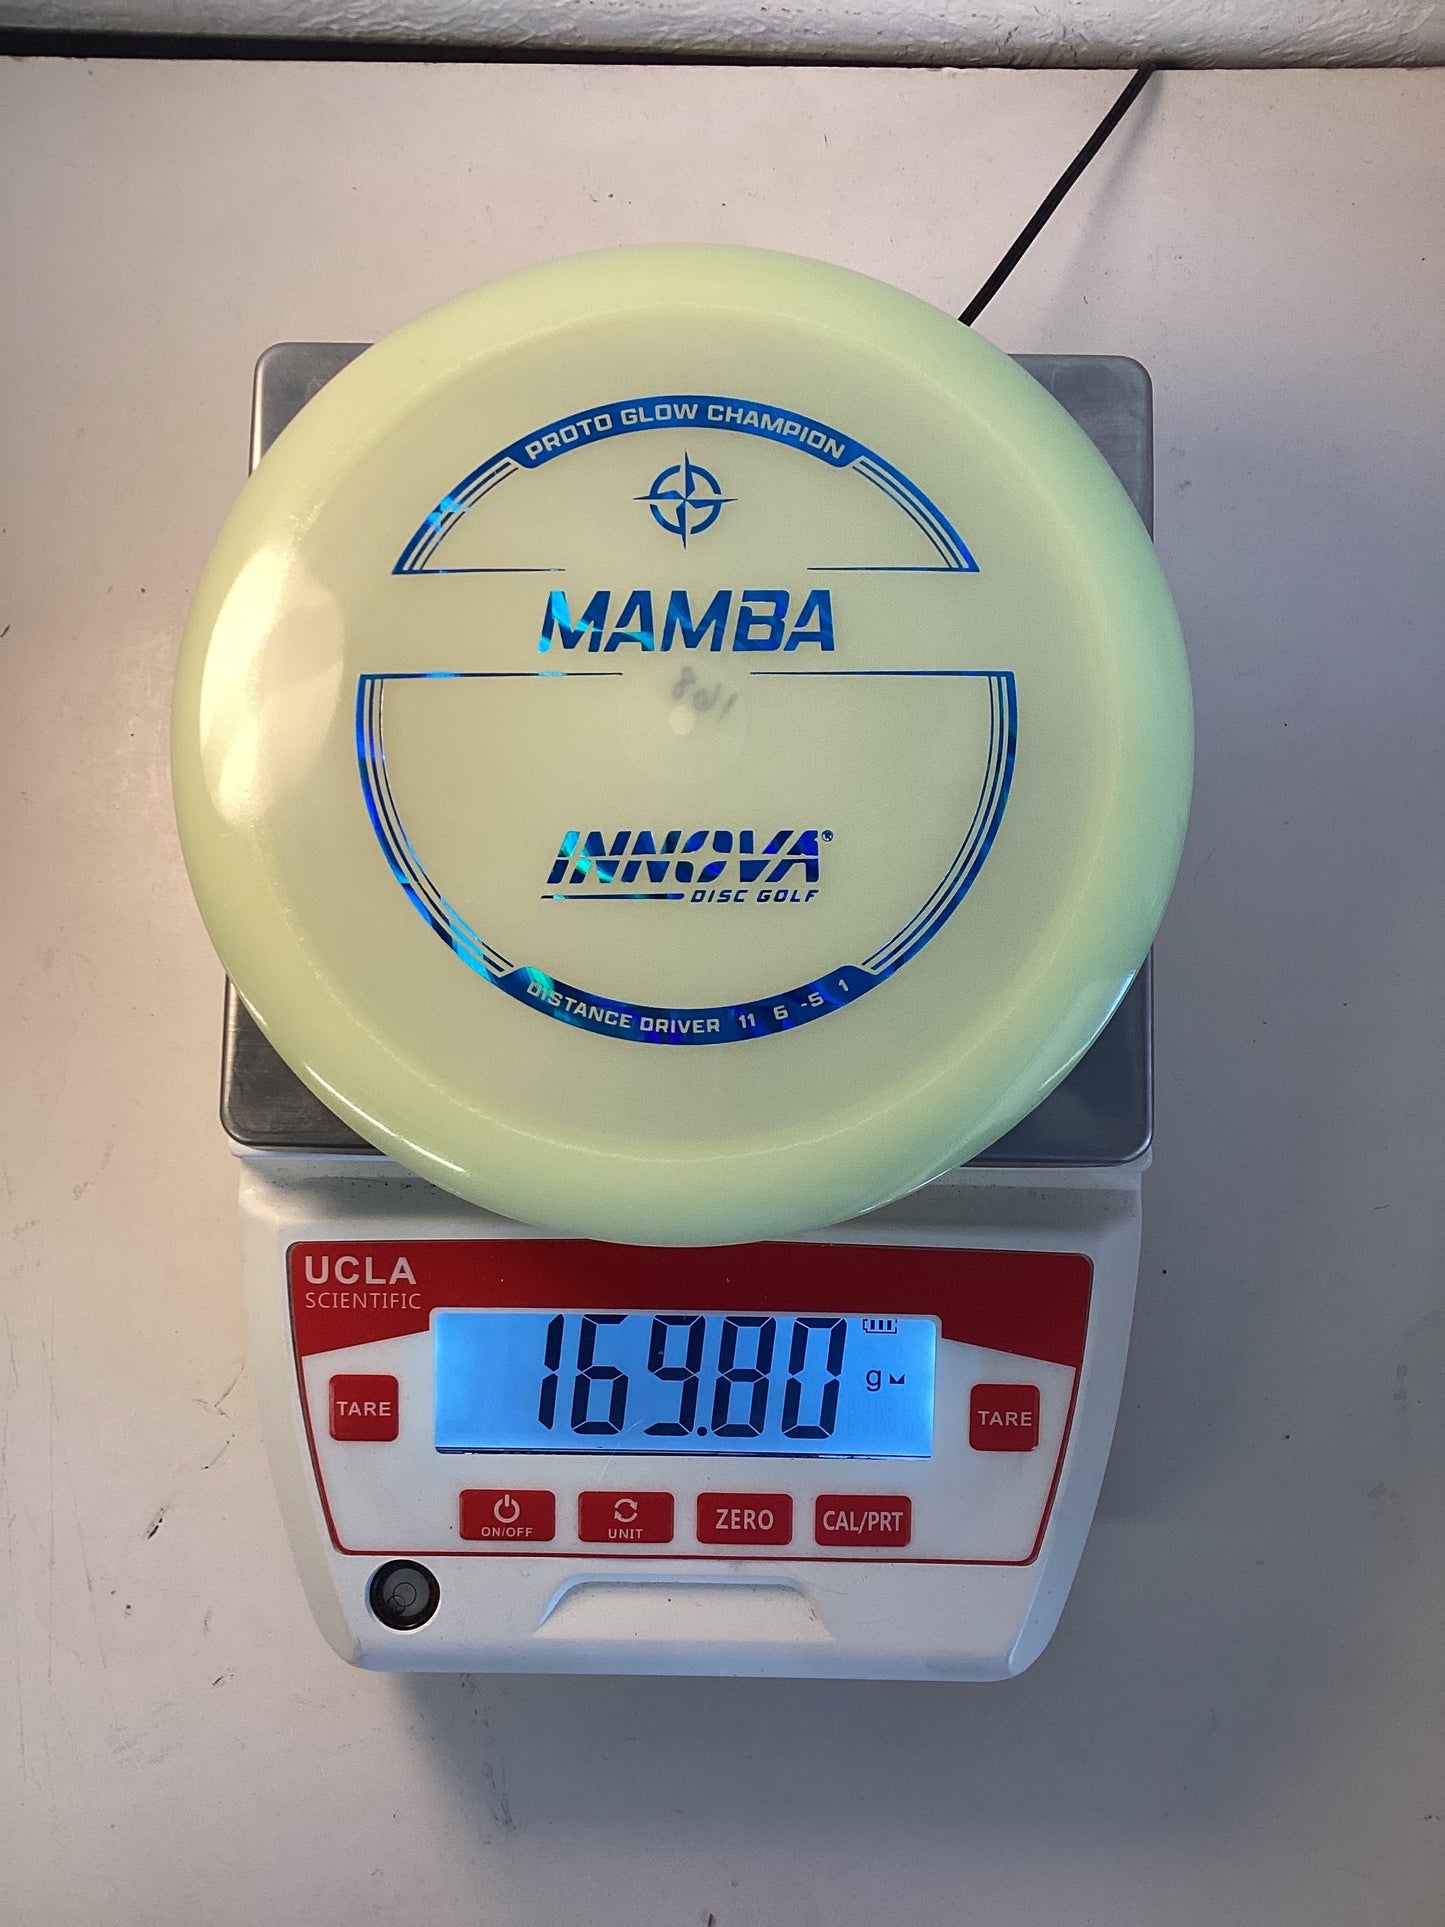 PROTO GLOW CHAMPION
MAMBA
INNOVA®
DISC GOLF
DISTANCE DRIVER 11 6 -5 1
UCLA
SCIENTIFIC
169.80 g
TARE
TARE
ON/OFF
UNIT
ZERO
CAL/PRT